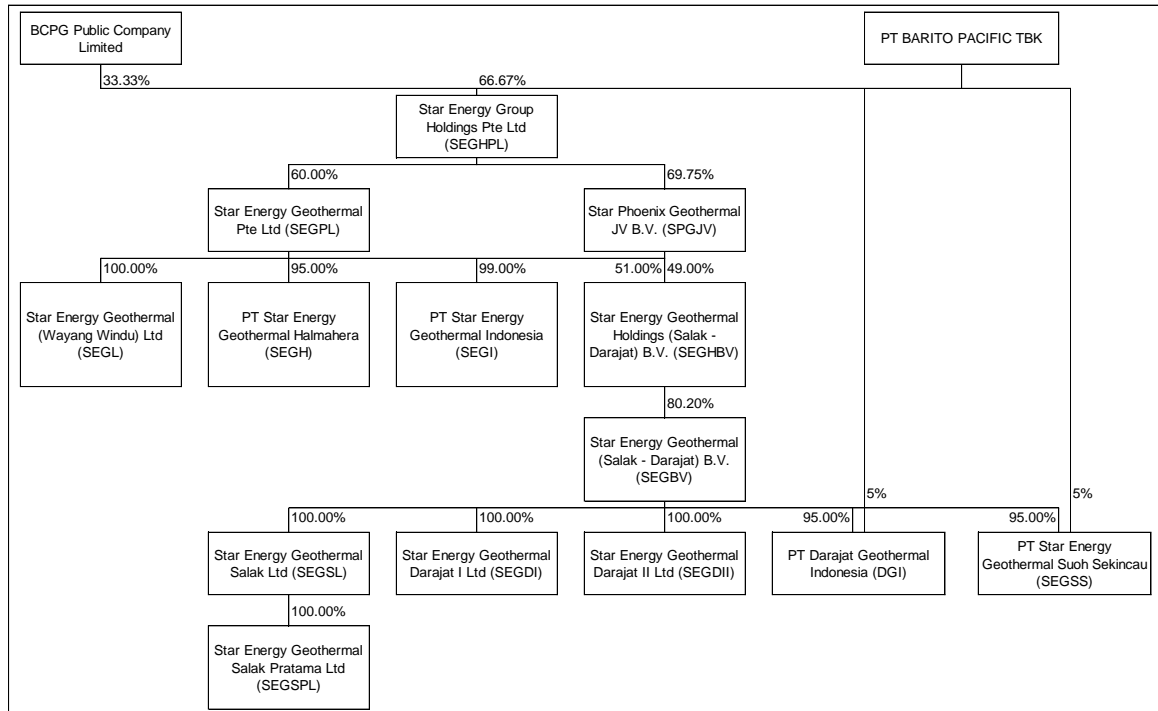 BCPG Public Company
Limited
PT BARITO PACIFIC TBK
33.33%
66.67%
Star Energy Group
Holdings Pte Ltd
(SEGHPL)
60.00%
69.75%
Star Energy Geothermal
Pte Ltd (SEGPL)
Star Phoenix Geothermal
JV B.V. (SPGJV)
100.00%
95.00%
99.00%
51.00%
49.00%
Star Energy Geothermal
(Wayang Windu) Ltd
(SEGL)
PT Star Energy
Geothermal Halmahera
(SEGH)
PT Star Energy
Geothermal Indonesia
(SEGI)
Star Energy Geothermal
Holdings (Salak -
Darajat) B.V. (SEGHBV)
80.20%
Star Energy Geothermal
(Salak - Darajat) B.V.
(SEGBV)
5%
5%
100.00%
100.00%
100.00%
95.00%
95.00%
Star Energy Geothermal
Salak Ltd (SEGSL)
Star Energy Geothermal
Darajat I Ltd (SEGDI)
Star Energy Geothermal
Darajat II Ltd (SEGDII)
PT Darajat Geothermal
Indonesia (DGI)
PT Star Energy
Geothermal Suoh Sekincau
(SEGSS)
100.00%
Star Energy Geothermal
Salak Pratama Ltd
(SEGSPL)